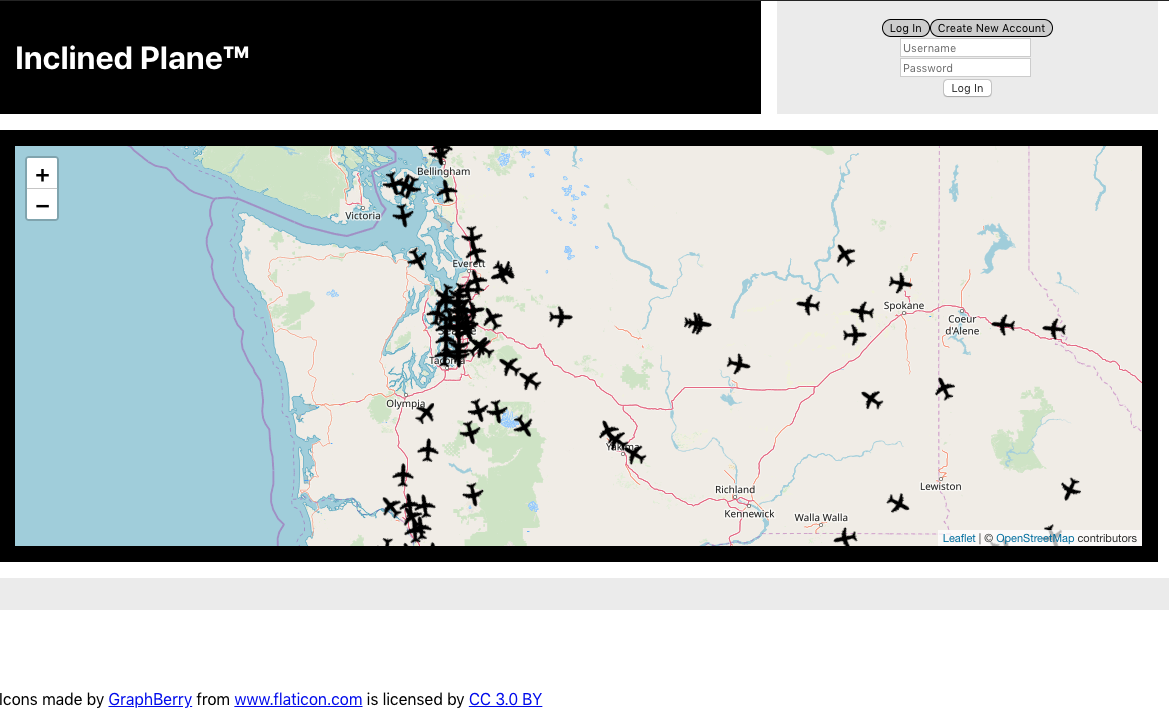 Inclined Plane™
Log In Create New Account
Username
Password
Log In
+
−
Bellingham
Victoria
Everett
Spokane
Coeur
d'Alene
Olympia
Richland
Kennewick
Lewiston
Walla Walla
Leaflet | © OpenStreetMap contributors
Icons made by GraphBerry from www.flaticon.com is licensed by CC 3.0 BY